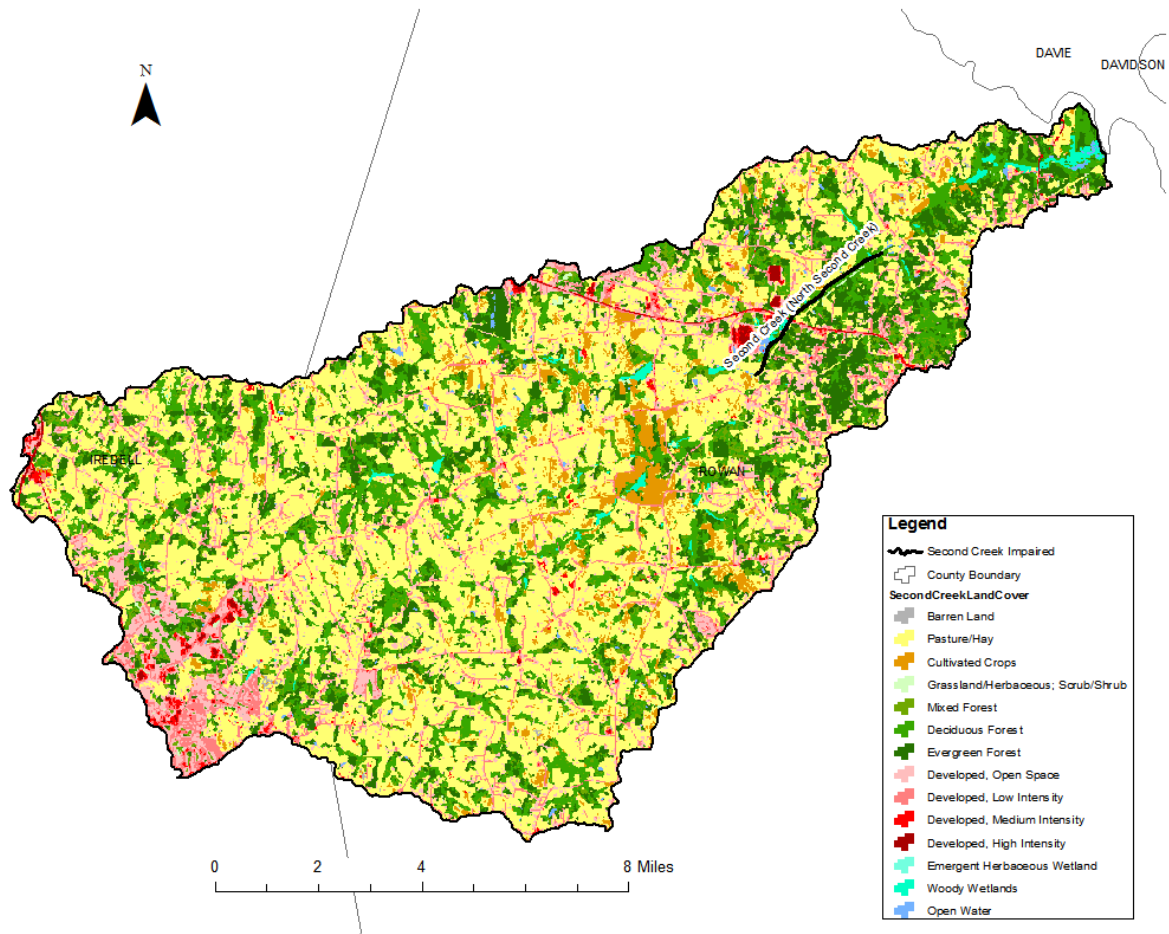 DAVIE
DAVIDSON
N
Second Creek (North Second Creek)
IREDELL
ROWAN
Legend
Second Creek Impaired
County Boundary
SecondCreekLandCover
Barren Land
Pasture/Hay
Cultivated Crops
Grassland/Herbaceous; Scrub/Shrub
Mixed Forest
Deciduous Forest
Evergreen Forest
Developed, Open Space
Developed, Low Intensity
Developed, Medium Intensity
Developed, High Intensity
Emergent Herbaceous Wetland
Woody Wetlands
Open Water
0 2 4 8 Miles